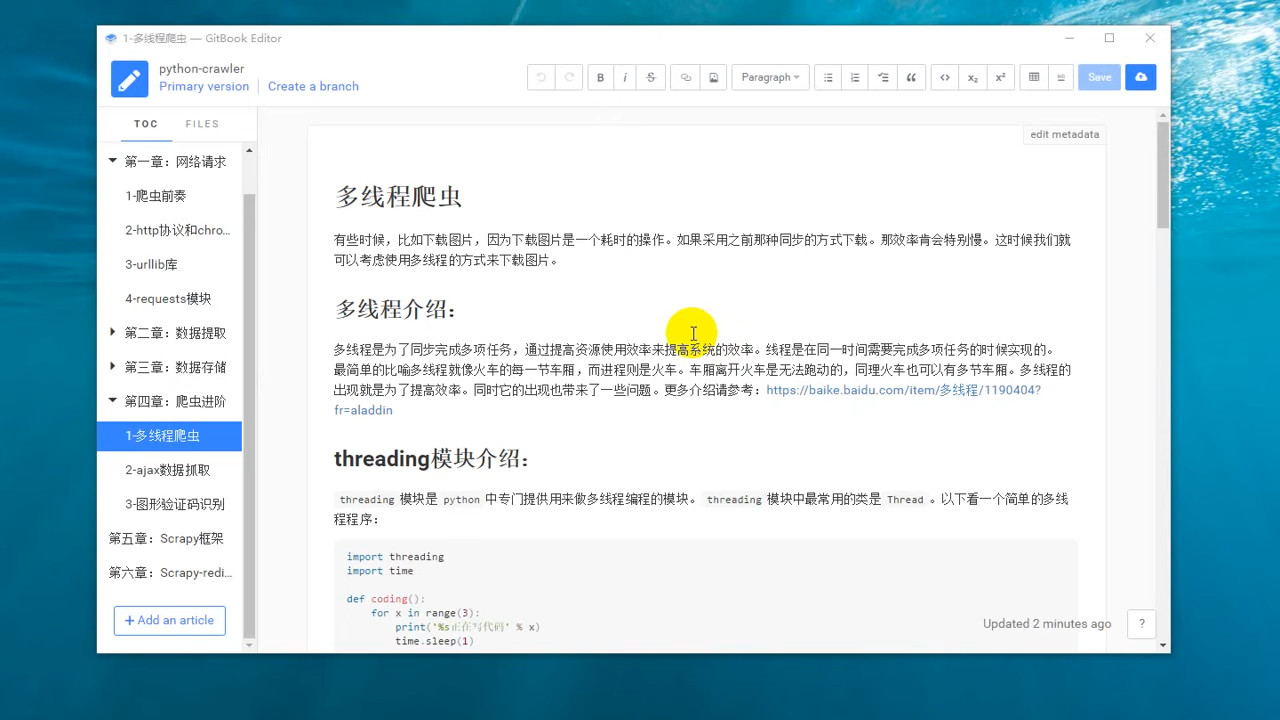 1-多线程爬虫 — GitBook Editor
python-crawler
Primary version
Create a branch
B
i
S
Paragraph
x₂
x²
Save
TOC
FILES
第一章：网络请求
1-爬虫前奏
2-http协议和chro...
3-urllib库
4-requests模块
第二章：数据提取
第三章：数据存储
第四章：爬虫进阶
1-多线程爬虫
2-ajax数据抓取
3-图形验证码识别
第五章：Scrapy框架
第六章：Scrapy-redi...
+ Add an article
edit metadata
多线程爬虫
有些时候，比如下载图片，因为下载图片是一个耗时的操作。如果采用之前那种同步的方式下载。那效率肯会特别慢。这时候我们就
可以考虑使用多线程的方式来下载图片。
多线程介绍：
多线程是为了同步完成多项任务，通过提高资源使用效率来提高系统的效率。线程是在同一时间需要完成多项任务的时候实现的。
最简单的比喻多线程就像火车的每一节车厢，而进程则是火车。车厢离开火车是无法跑动的，同理火车也可以有多节车厢。多线程的
出现就是为了提高效率。同时它的出现也带来了一些问题。更多介绍请参考：https://baike.baidu.com/item/多线程/1190404?
fr=aladdin
threading模块介绍：
threading 模块是 python 中专门提供用来做多线程编程的模块。 threading 模块中最常用的类是 Thread 。以下看一个简单的多线
程程序：
import threading
import time
def coding():
for x in range(3):
print('%s正在写代码' % x)
time.sleep(1)
Updated 2 minutes ago
?